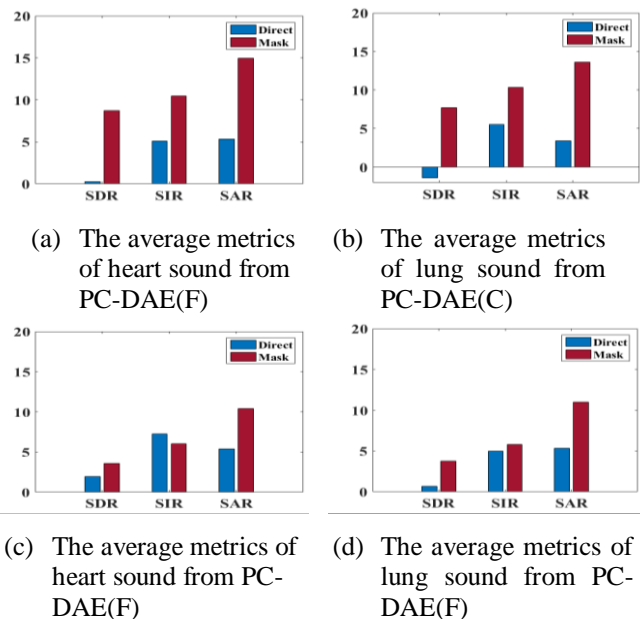 20
15
10
5
0
Direct
Mask
SDR SIR SAR
20
15
10
5
0
Direct
Mask
SDR SIR SAR
(a) The average metrics
of heart sound from
PC-DAE(F)
(b) The average metrics
of lung sound from
PC-DAE(C)
20
15
10
5
0
Direct
Mask
SDR SIR SAR
20
15
10
5
0
Direct
Mask
SDR SIR SAR
(c) The average metrics of
heart sound from PC-
DAE(F)
(d) The average metrics of
lung sound from PC-
DAE(F)